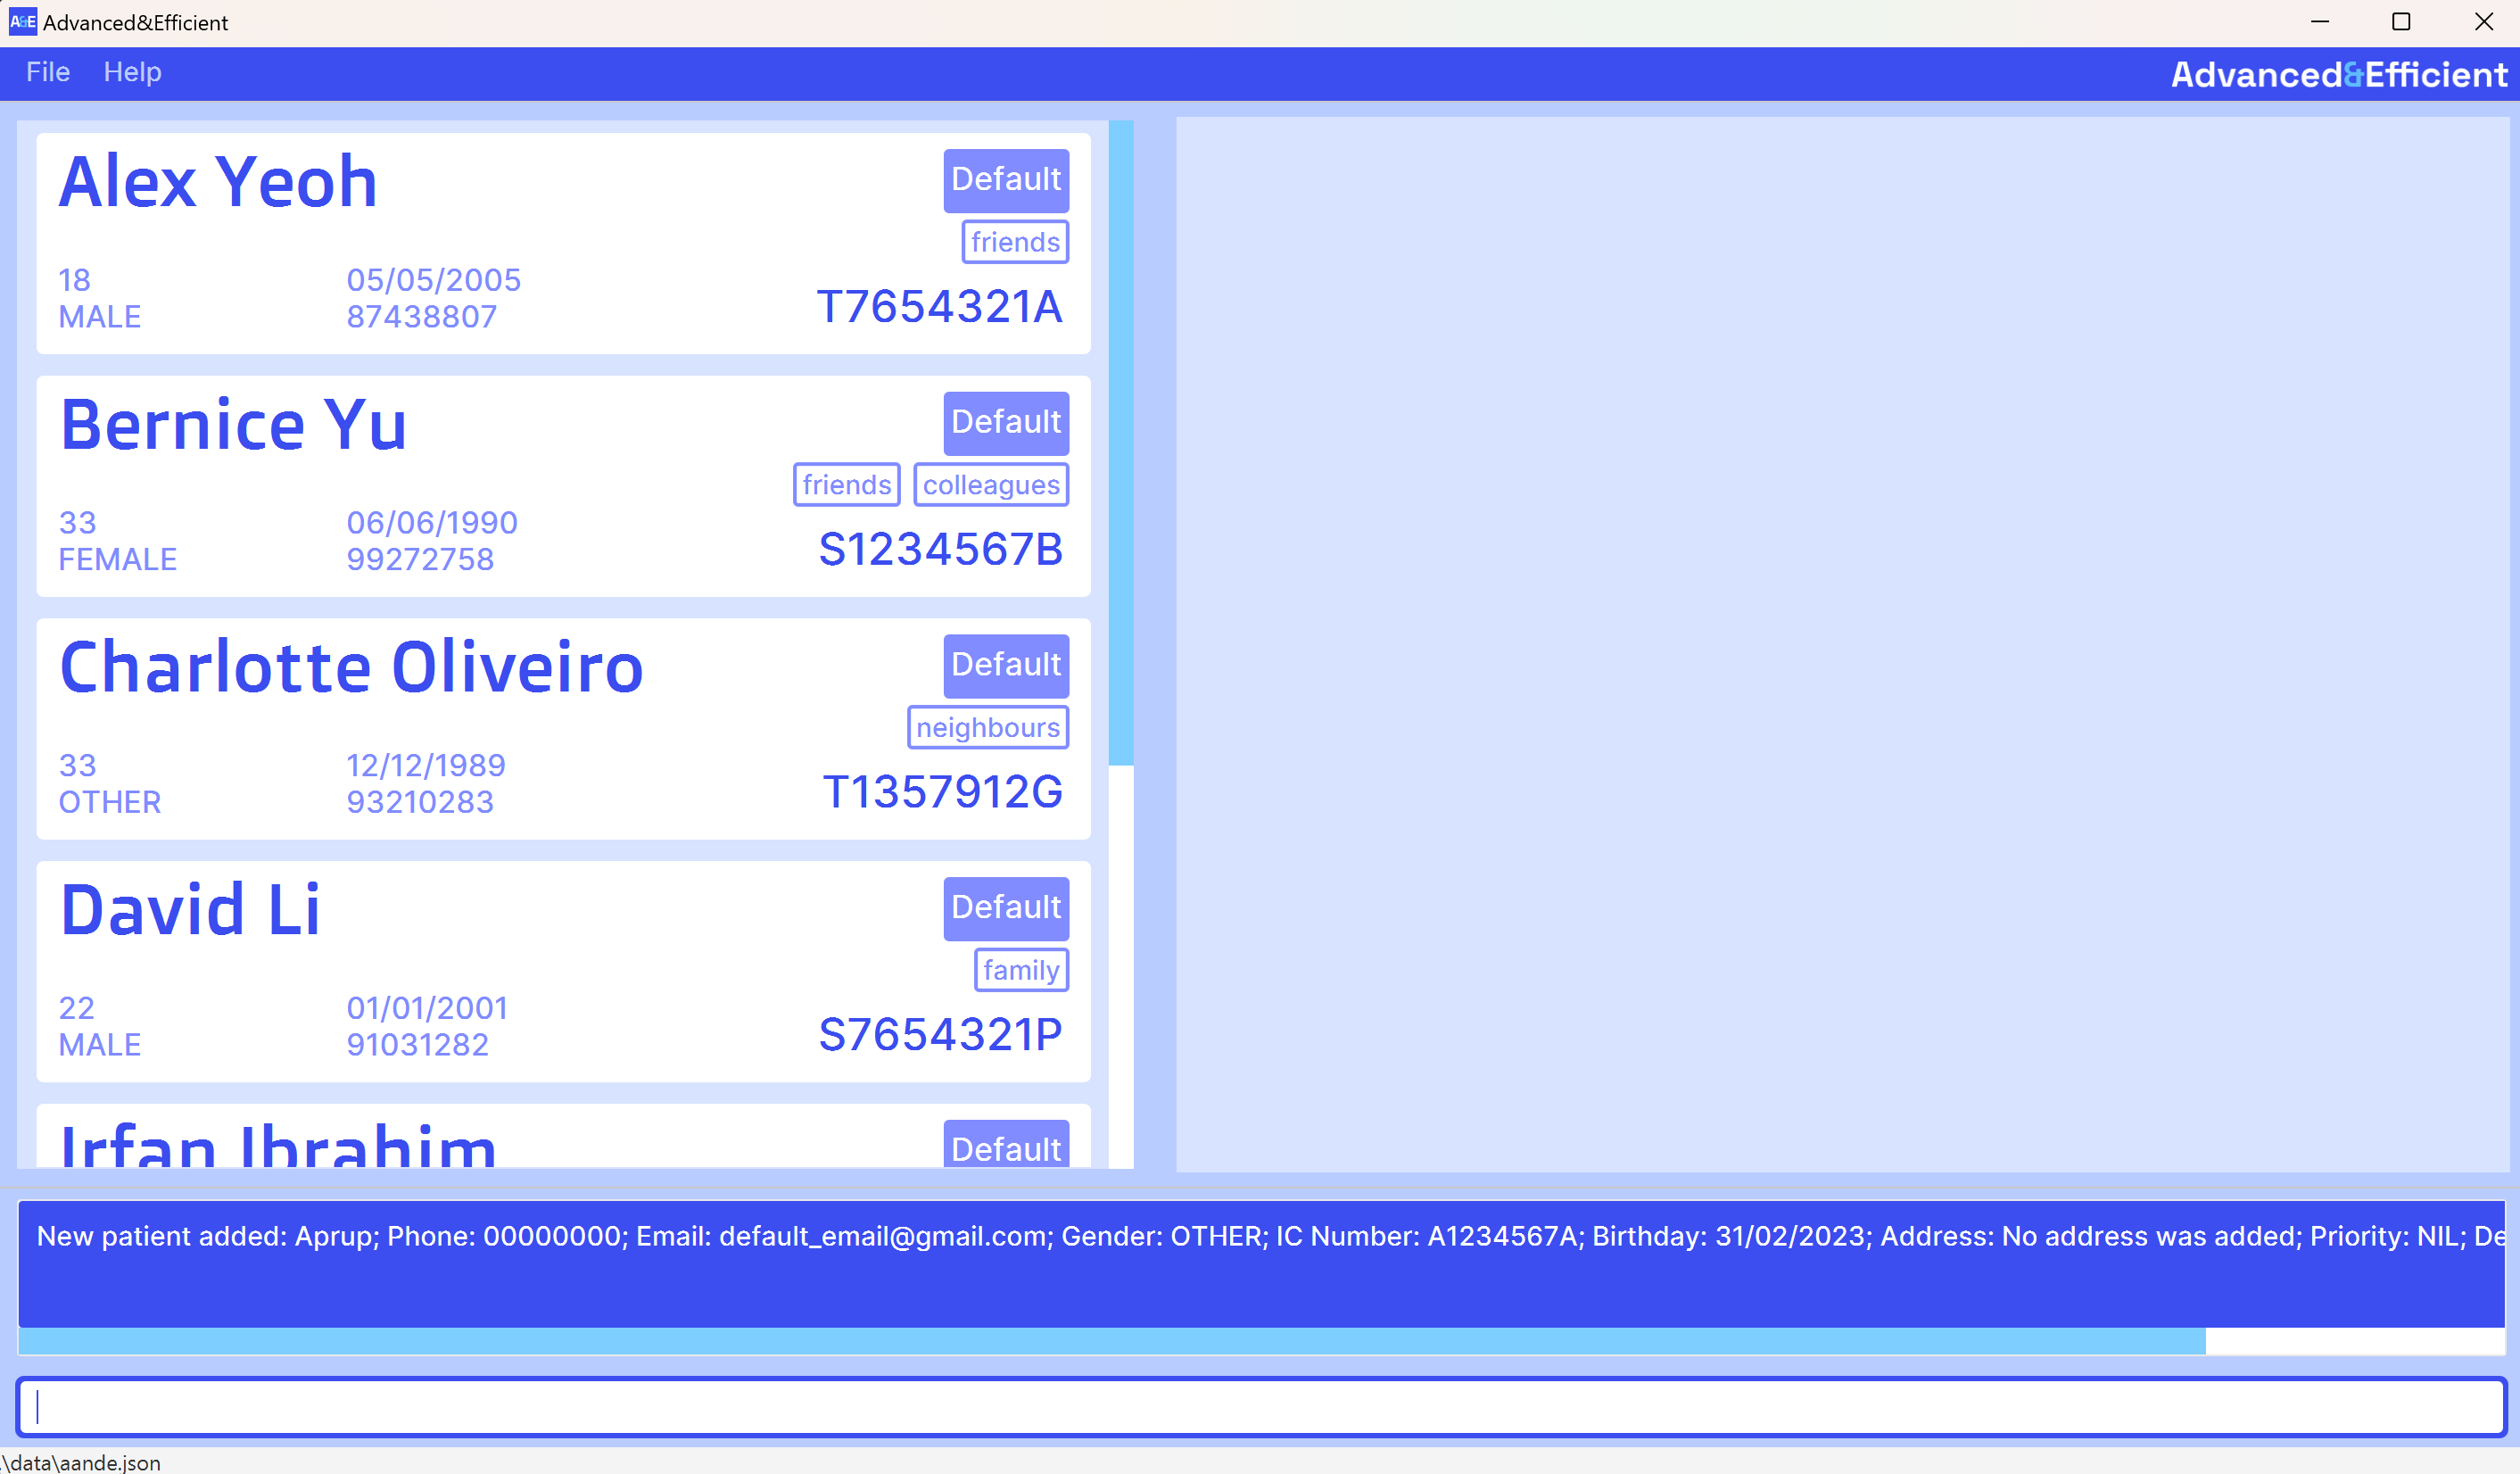 A&E Advanced&Efficient
File Help Advanced&Efficient
Alex Yeoh
Default
friends
18 05/05/2005
MALE 87438807
T7654321A
Bernice Yu
Default
friends colleagues
33 06/06/1990
FEMALE 99272758
S1234567B
Charlotte Oliveiro
Default
neighbours
33 12/12/1989
OTHER 93210283
T1357912G
David Li
Default
family
22 01/01/2001
MALE 91031282
S7654321P
Irfan Ibrahim
Default
New patient added: Aprup; Phone: 00000000; Email: default_email@gmail.com; Gender: OTHER; IC Number: A1234567A; Birthday: 31/02/2023; Address: No address was added; Priority: NIL; De
.\data\aande.json